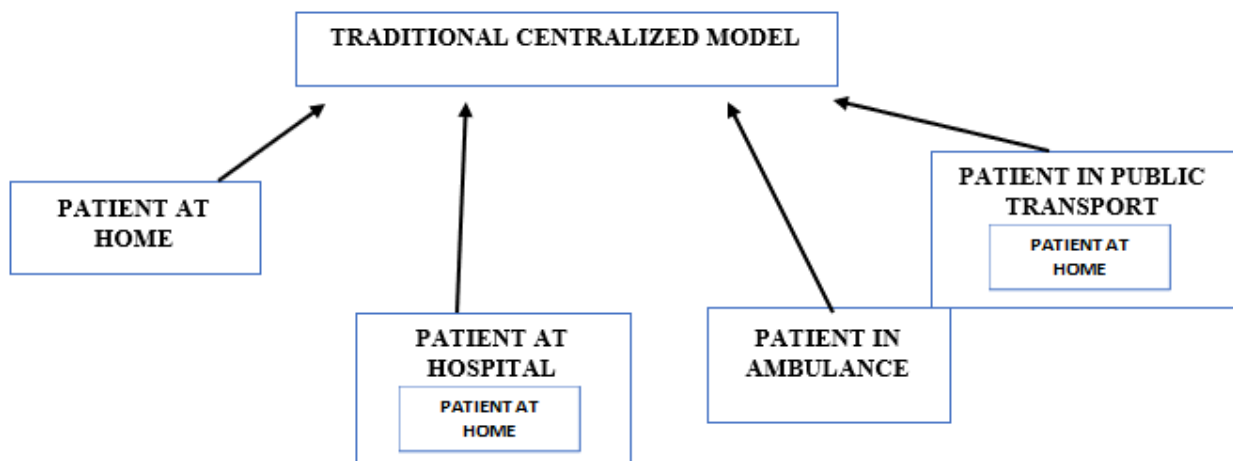 TRADITIONAL CENTRALIZED MODEL
PATIENT AT
HOME
PATIENT AT
HOSPITAL
PATIENT AT
HOME
PATIENT IN
AMBULANCE
PATIENT IN PUBLIC
TRANSPORT
PATIENT AT
HOME